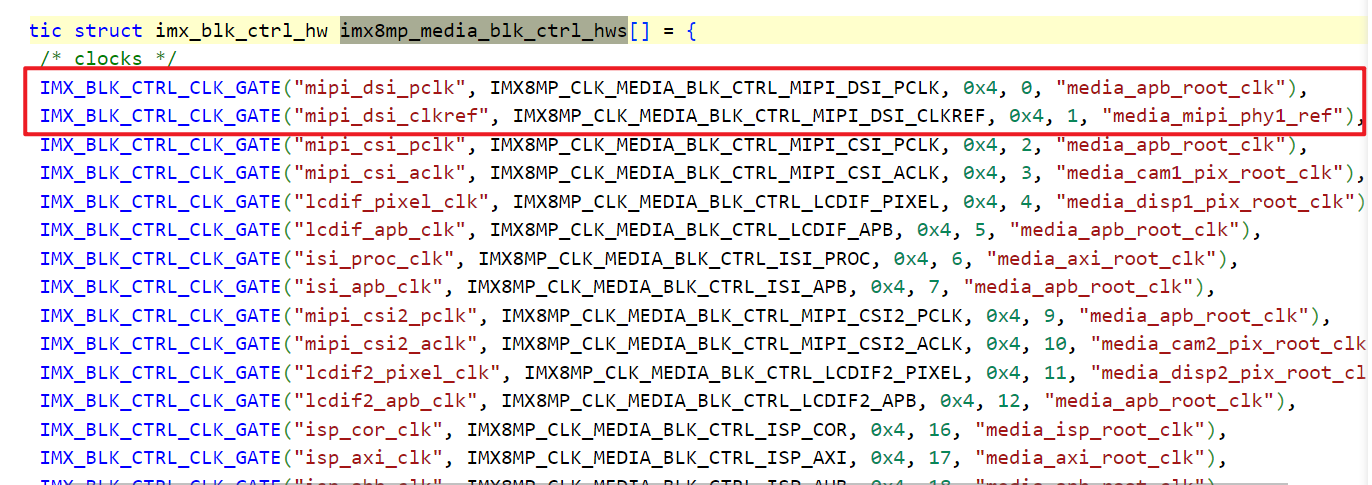 tic struct imx_blk_ctrl_hw imx8mp_media_blk_ctrl_hws[] = {
/* clocks */
IMX_BLK_CTRL_CLK_GATE("mipi_dsi_pclk", IMX8MP_CLK_MEDIA_BLK_CTRL_MIPI_DSI_PCLK, 0x4, 0, "media_apb_root_clk"),
IMX_BLK_CTRL_CLK_GATE("mipi_dsi_clkref", IMX8MP_CLK_MEDIA_BLK_CTRL_MIPI_DSI_CLKREF, 0x4, 1, "media_mipi_phy1_ref"),
IMX_BLK_CTRL_CLK_GATE("mipi_csi_pclk", IMX8MP_CLK_MEDIA_BLK_CTRL_MIPI_CSI_PCLK, 0x4, 2, "media_apb_root_clk"),
IMX_BLK_CTRL_CLK_GATE("mipi_csi_aclk", IMX8MP_CLK_MEDIA_BLK_CTRL_MIPI_CSI_ACLK, 0x4, 3, "media_cam1_pix_root_clk"),
IMX_BLK_CTRL_CLK_GATE("lcdif_pixel_clk", IMX8MP_CLK_MEDIA_BLK_CTRL_LCDIF_PIXEL, 0x4, 4, "media_disp1_pix_root_clk")
IMX_BLK_CTRL_CLK_GATE("lcdif_apb_clk", IMX8MP_CLK_MEDIA_BLK_CTRL_LCDIF_APB, 0x4, 5, "media_apb_root_clk"),
IMX_BLK_CTRL_CLK_GATE("isi_proc_clk", IMX8MP_CLK_MEDIA_BLK_CTRL_ISI_PROC, 0x4, 6, "media_axi_root_clk"),
IMX_BLK_CTRL_CLK_GATE("isi_apb_clk", IMX8MP_CLK_MEDIA_BLK_CTRL_ISI_APB, 0x4, 7, "media_apb_root_clk"),
IMX_BLK_CTRL_CLK_GATE("mipi_csi2_pclk", IMX8MP_CLK_MEDIA_BLK_CTRL_MIPI_CSI2_PCLK, 0x4, 9, "media_apb_root_clk"),
IMX_BLK_CTRL_CLK_GATE("mipi_csi2_aclk", IMX8MP_CLK_MEDIA_BLK_CTRL_MIPI_CSI2_ACLK, 0x4, 10, "media_cam2_pix_root_clk
IMX_BLK_CTRL_CLK_GATE("lcdif2_pixel_clk", IMX8MP_CLK_MEDIA_BLK_CTRL_LCDIF2_PIXEL, 0x4, 11, "media_disp2_pix_root_cl
IMX_BLK_CTRL_CLK_GATE("lcdif2_apb_clk", IMX8MP_CLK_MEDIA_BLK_CTRL_LCDIF2_APB, 0x4, 12, "media_apb_root_clk"),
IMX_BLK_CTRL_CLK_GATE("isp_cor_clk", IMX8MP_CLK_MEDIA_BLK_CTRL_ISP_COR, 0x4, 16, "media_isp_root_clk"),
IMX_BLK_CTRL_CLK_GATE("isp_axi_clk", IMX8MP_CLK_MEDIA_BLK_CTRL_ISP_AXI, 0x4, 17, "media_axi_root_clk"),